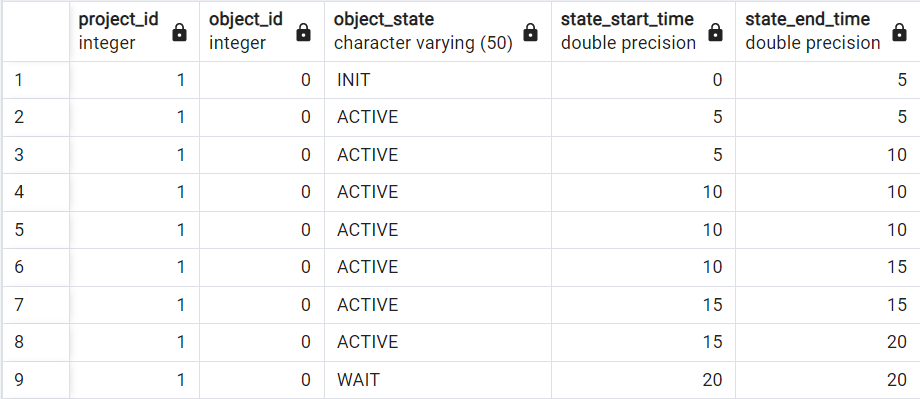 project_id object_id object_state state_start_time state_end_time
integer integer character varying (50) double precision double precision
1 1 0 INIT 0 5
2 1 0 ACTIVE 5 5
3 1 0 ACTIVE 5 10
4 1 0 ACTIVE 10 10
5 1 0 ACTIVE 10 10
6 1 0 ACTIVE 10 15
7 1 0 ACTIVE 15 15
8 1 0 ACTIVE 15 20
9 1 0 WAIT 20 20